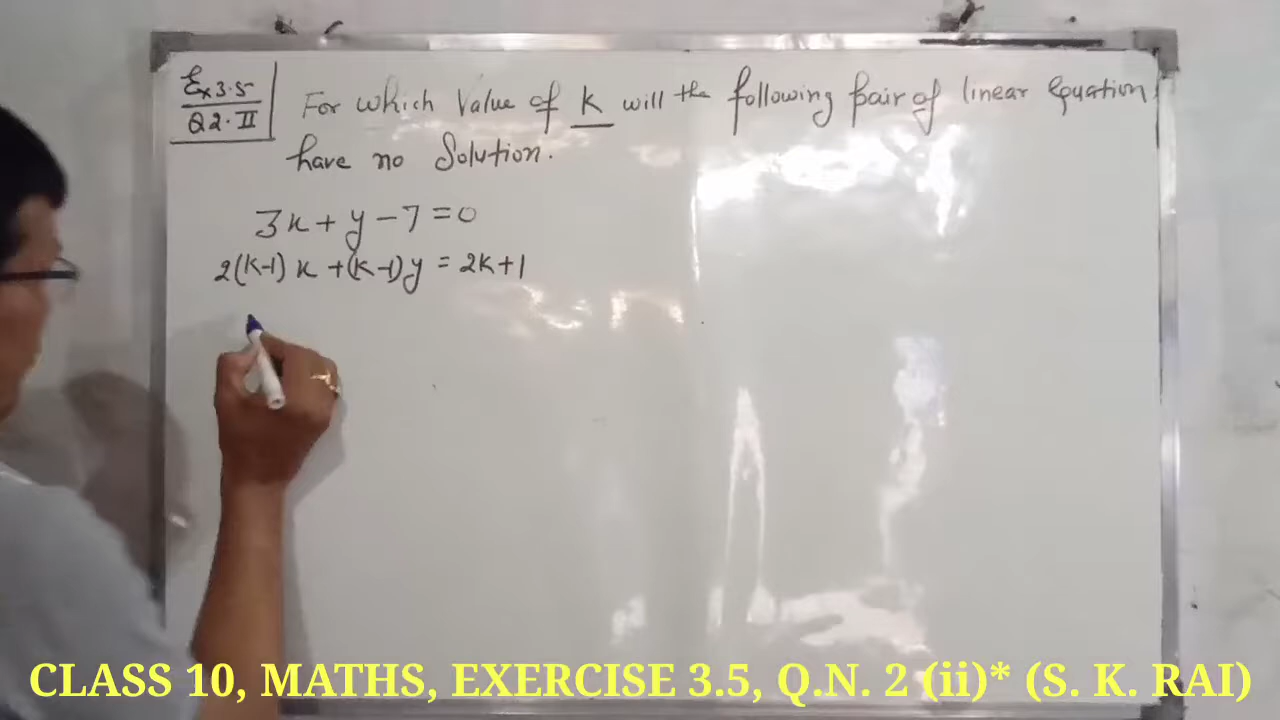 Ex 3.5
Q2.II
For which Value of K will the following pair of linear Equation
have no Solution.
3x + y - 7 = 0
2(K-1) x + (K-1) y = 2K+1
CLASS 10, MATHS, EXERCISE 3.5, Q.N. 2 (ii)* (S. K. RAI)